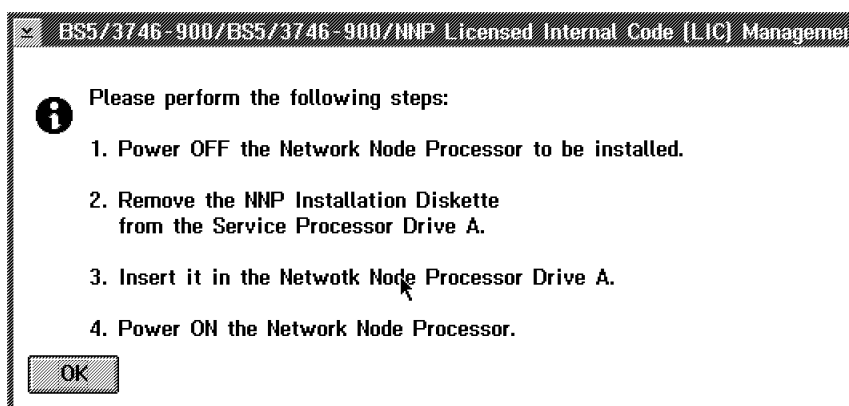 BS5/3746-900/BS5/3746-900/NNP Licensed Internal Code (LIC) Managemen
Please perform the following steps:
1. Power OFF the Network Node Processor to be installed.
2. Remove the NNP Installation Diskette
from the Service Processor Drive A.
3. Insert it in the Netwotk Node Processor Drive A.
4. Power ON the Network Node Processor.
OK